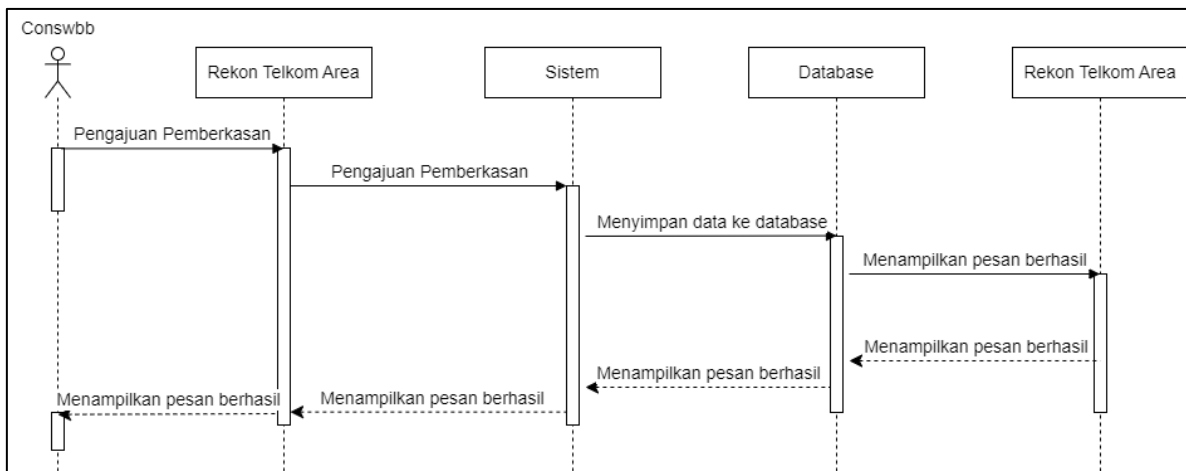 Conswbb
Rekon Telkom Area
Sistem
Database
Rekon Telkom Area
Pengajuan Pemberkasan
Pengajuan Pemberkasan
Menyimpan data ke database
Menampilkan pesan berhasil
Menampilkan pesan berhasil
Menampilkan pesan berhasil
Menampilkan pesan berhasil
Menampilkan pesan berhasil